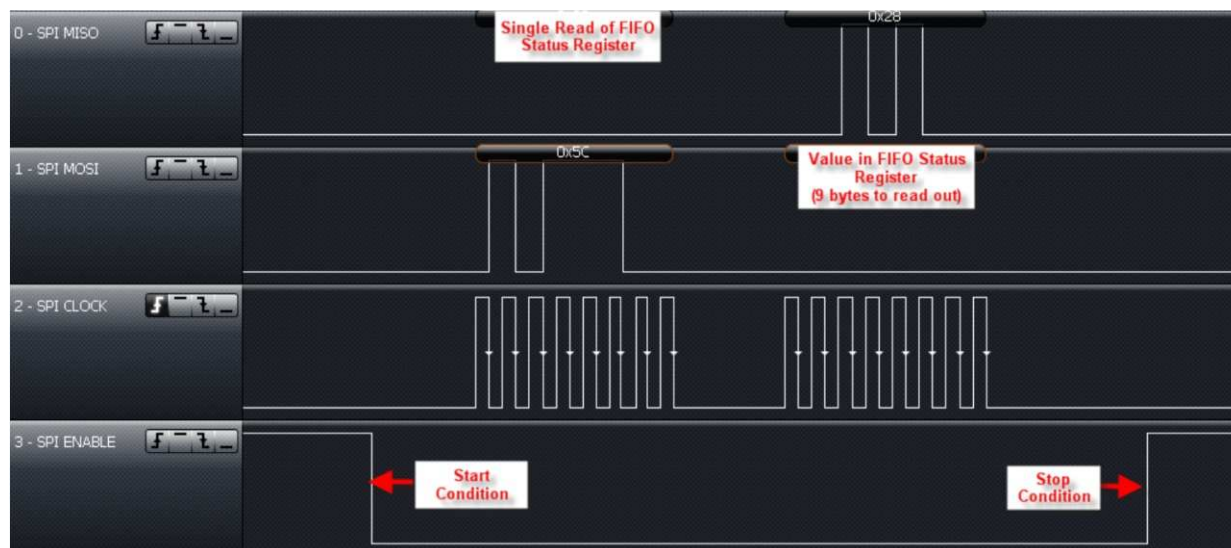 0 - SPI MISO
Single Read of FIFO
Status Register
0x28
1 - SPI MOSI
0x5C
Value in FIFO Status
Register
(9 bytes to read out)
2 - SPI CLOCK
3 - SPI ENABLE
Start
Condition
Stop
Condition